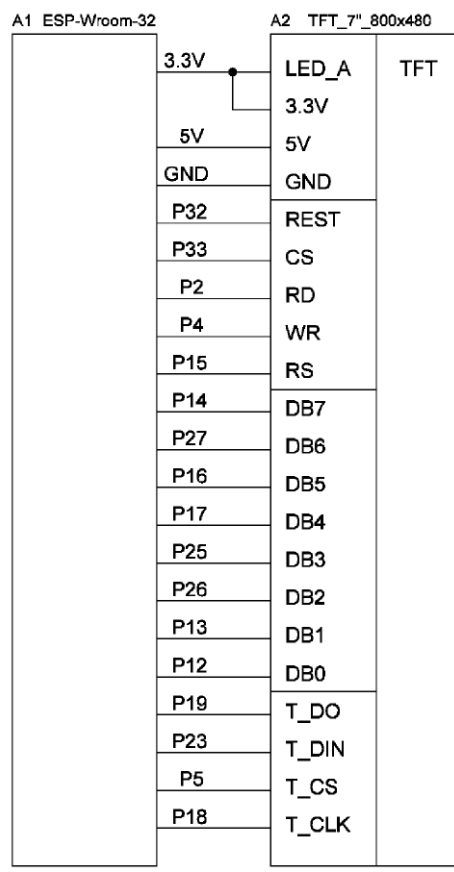 A1 ESP-Wroom-32 A2 TFT_7"_800x480
3.3V LED_A TFT
3.3V
5V 5V
GND GND
P32 REST
P33 CS
P2 RD
P4 WR
P15 RS
P14 DB7
P27 DB6
P16 DB5
P17 DB4
P25 DB3
P26 DB2
P13 DB1
P12 DB0
P19 T_DO
P23 T_DIN
P5 T_CS
P18 T_CLK